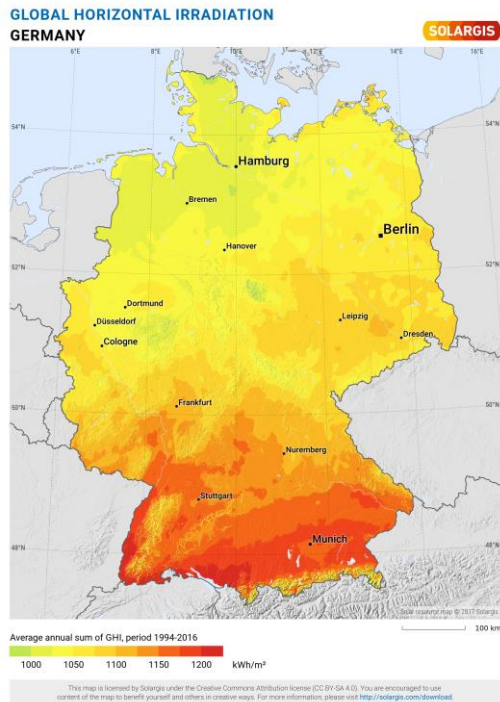 GLOBAL HORIZONTAL IRRADIATION
GERMANY
SOLARGIS
6°E
8°E
10°E
12°E
14°E
54°N
54°N
Hamburg
Bremen
Berlin
Hanover
52°N
52°N
Dortmund
Düsseldorf
Leipzig
Cologne
Dresden
50°N
Frankfurt
50°N
Nuremberg
Stuttgart
48°N
Munich
48°N
Solar resource map © 2017 Solargis
100 km
Average annual sum of GHI, period 1994-2016
1000 1050 1100 1150 1200 kWh/m²
This map is licensed by Solargis under the Creative Commons Attribution license (CC BY-SA 4.0). You are encouraged to use
content of the map to benefit yourself and others in creative ways. For more information, please visit http://solargis.com/download.